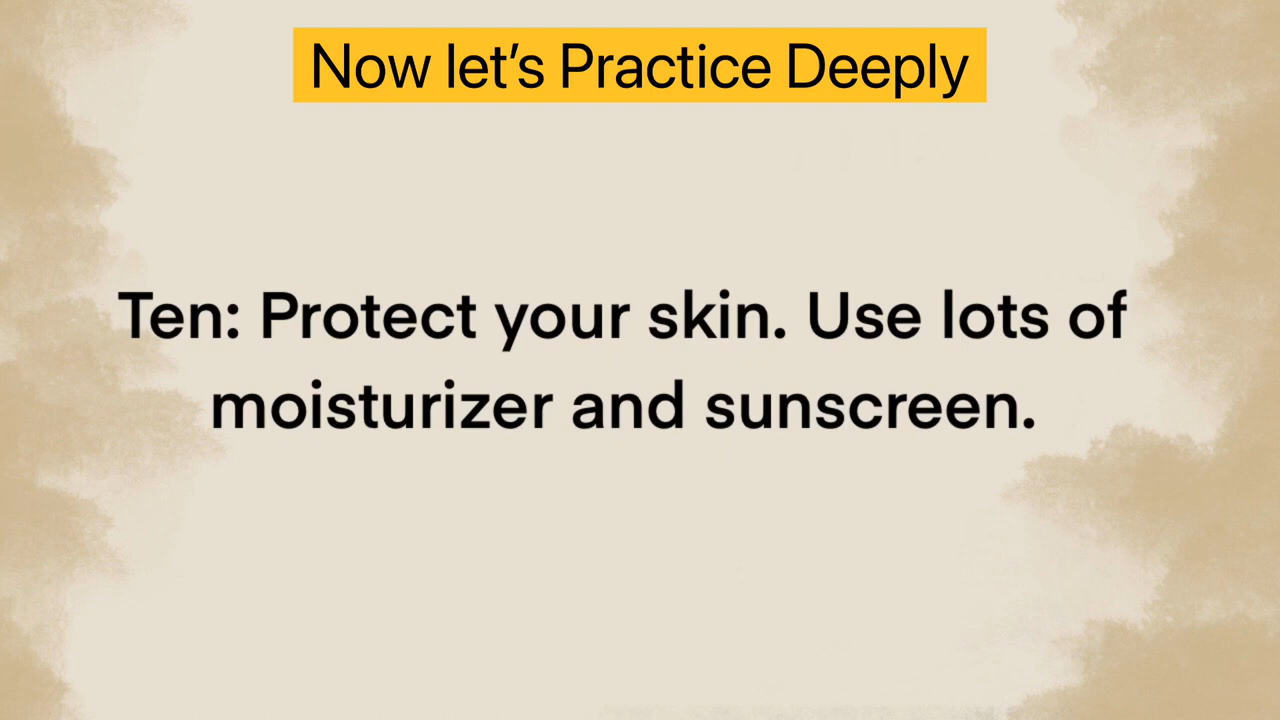 Now let’s Practice Deeply
Ten: Protect your skin. Use lots of
moisturizer and sunscreen.